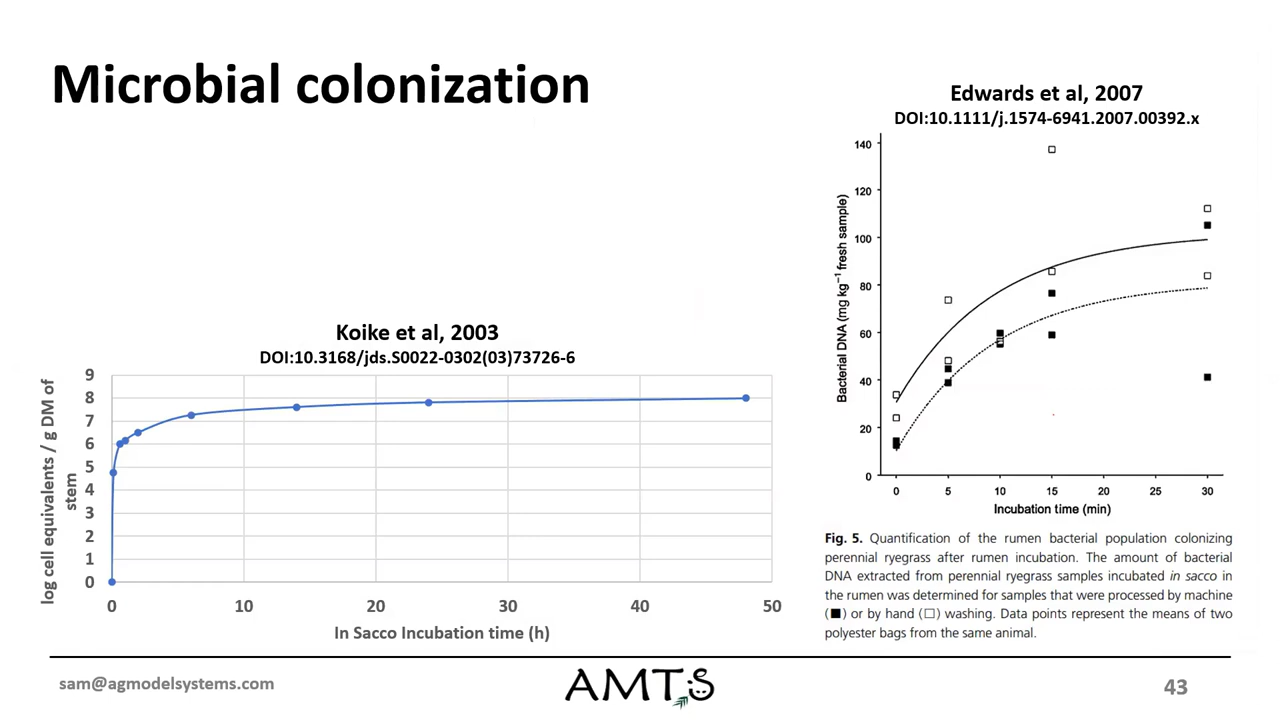 Microbial colonization
Edwards et al, 2007
DOI:10.1111/j.1574-6941.2007.00392.x
140
120
100
80
60
40
20
0
Bacterial DNA (mg kg⁻¹ fresh sample)
0 5 10 15 20 25 30
Incubation time (min)
Koike et al, 2003
DOI:10.3168/jds.S0022-0302(03)73726-6
9
8
7
6
5
4
3
2
1
0
log cell equivalents / g DM of
stem
0 10 20 30 40 50
In Sacco Incubation time (h)
Fig. 5. Quantification of the rumen bacterial population colonizing
perennial ryegrass after rumen incubation. The amount of bacterial
DNA extracted from perennial ryegrass samples incubated in sacco in
the rumen was determined for samples that were processed by machine
(■) or by hand (□) washing. Data points represent the means of two
polyester bags from the same animal.
sam@agmodelsystems.com
AMTS
43